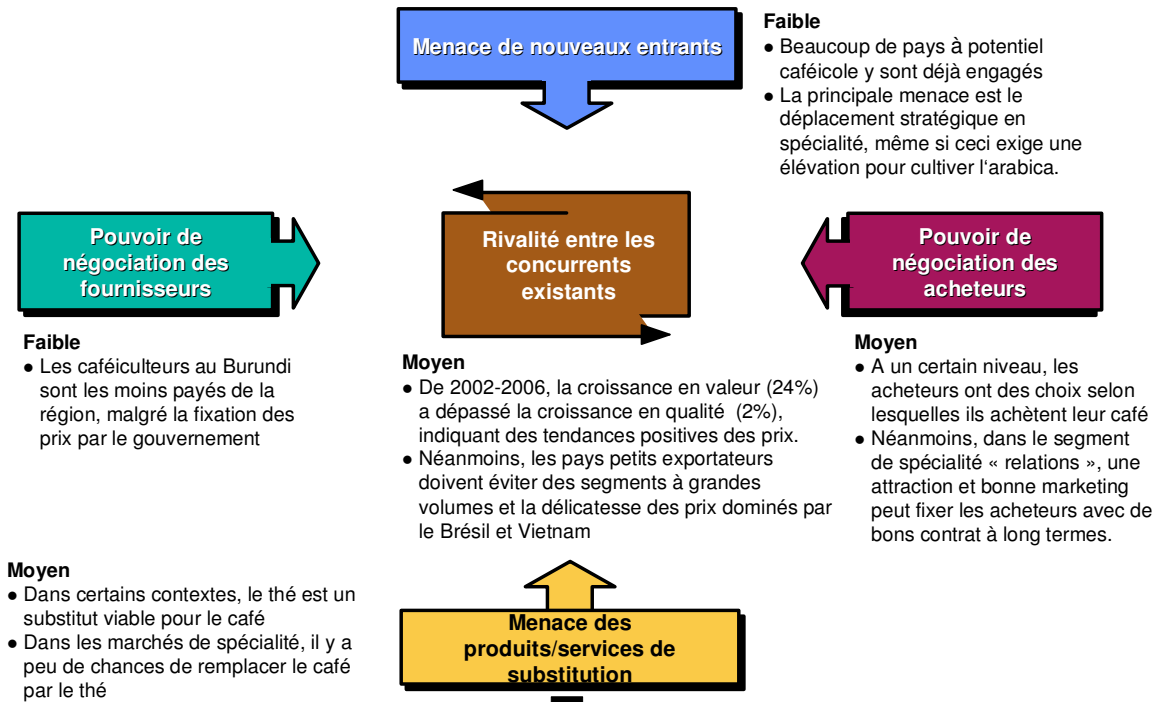 Menace de nouveaux entrants
Faible
● Beaucoup de pays à potentiel
caféicole y sont déjà engagés
● La principale menace est le
déplacement stratégique en
spécialité, même si ceci exige une
élévation pour cultiver l‘arabica.
Pouvoir de
négociation des
fournisseurs
Faible
● Les caféiculteurs au Burundi
sont les moins payés de la
région, malgré la fixation des
prix par le gouvernement
Rivalité entre les
concurrents
existants
Moyen
● De 2002-2006, la croissance en valeur (24%)
a dépassé la croissance en qualité (2%),
indiquant des tendances positives des prix.
● Néanmoins, les pays petits exportateurs
doivent éviter des segments à grandes
volumes et la délicatesse des prix dominés par
le Brésil et Vietnam
Pouvoir de
négociation des
acheteurs
Moyen
● A un certain niveau, les
acheteurs ont des choix selon
lesquelles ils achètent leur café
● Néanmoins, dans le segment
de spécialité « relations », une
attraction et bonne marketing
peut fixer les acheteurs avec de
bons contrat à long termes.
Moyen
● Dans certains contextes, le thé est un
substitut viable pour le café
● Dans les marchés de spécialité, il y a
peu de chances de remplacer le café
par le thé
Menace des
produits/services de
substitution